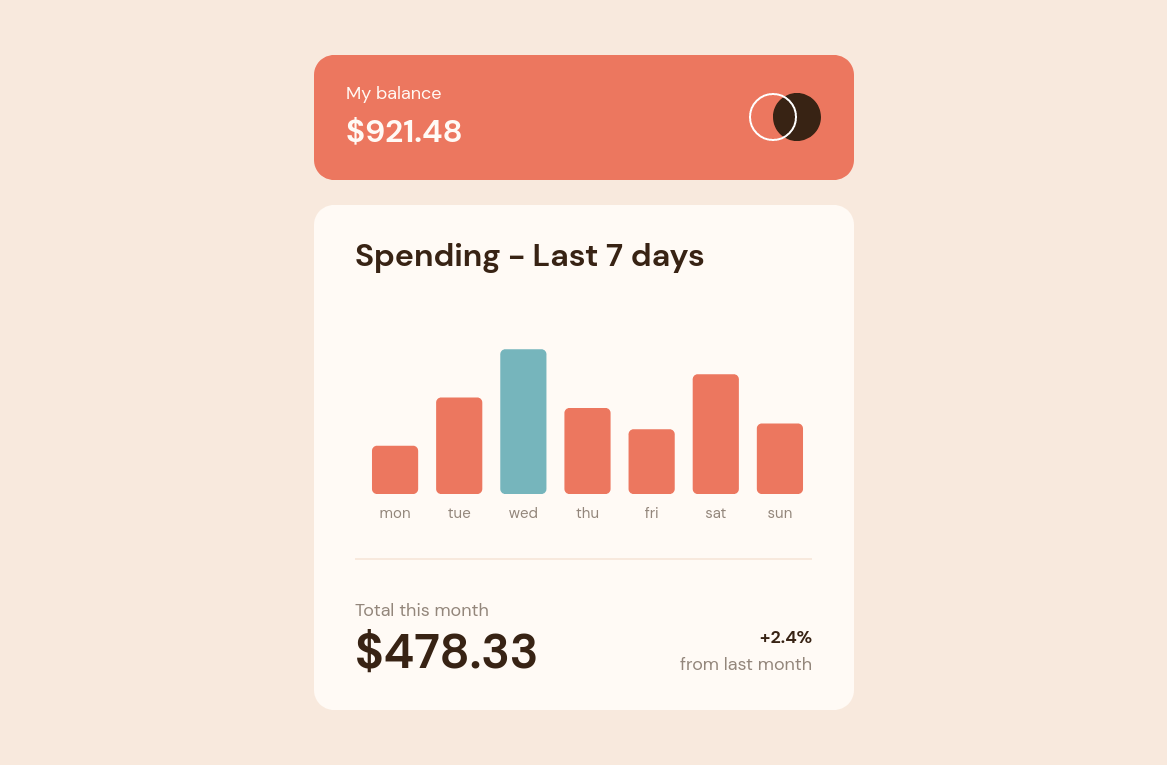 My balance
$921.48
Spending - Last 7 days
mon tue wed thu fri sat sun
Total this month
$478.33
+2.4%
from last month